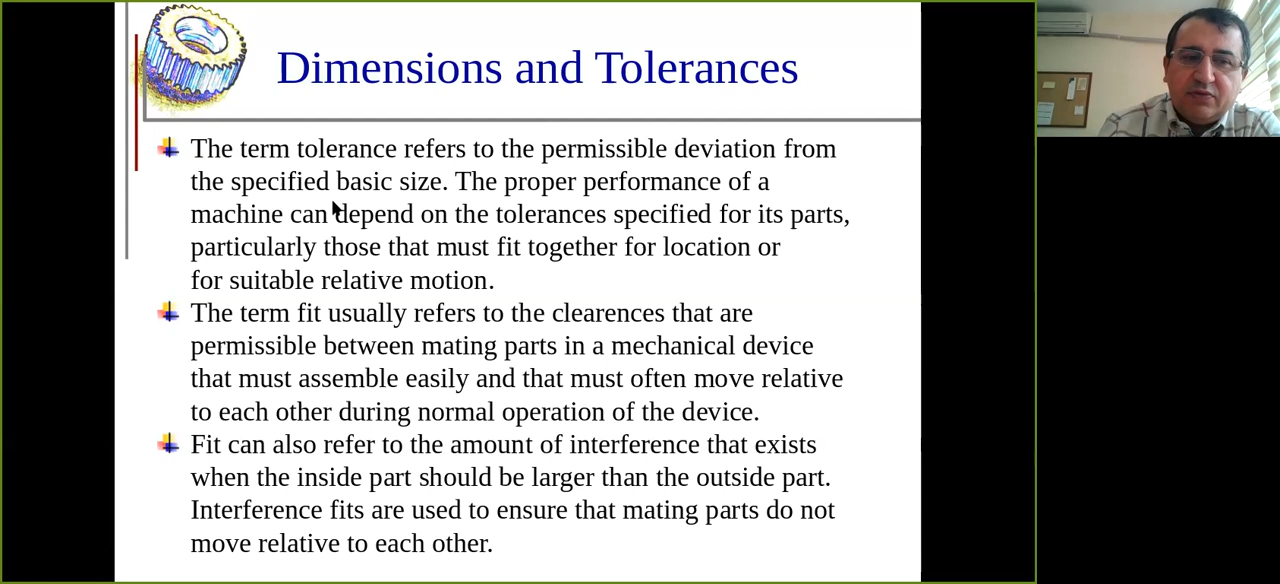 Dimensions and Tolerances
The term tolerance refers to the permissible deviation from
the specified basic size. The proper performance of a
machine can depend on the tolerances specified for its parts,
particularly those that must fit together for location or
for suitable relative motion.
The term fit usually refers to the clearences that are
permissible between mating parts in a mechanical device
that must assemble easily and that must often move relative
to each other during normal operation of the device.
Fit can also refer to the amount of interference that exists
when the inside part should be larger than the outside part.
Interference fits are used to ensure that mating parts do not
move relative to each other.